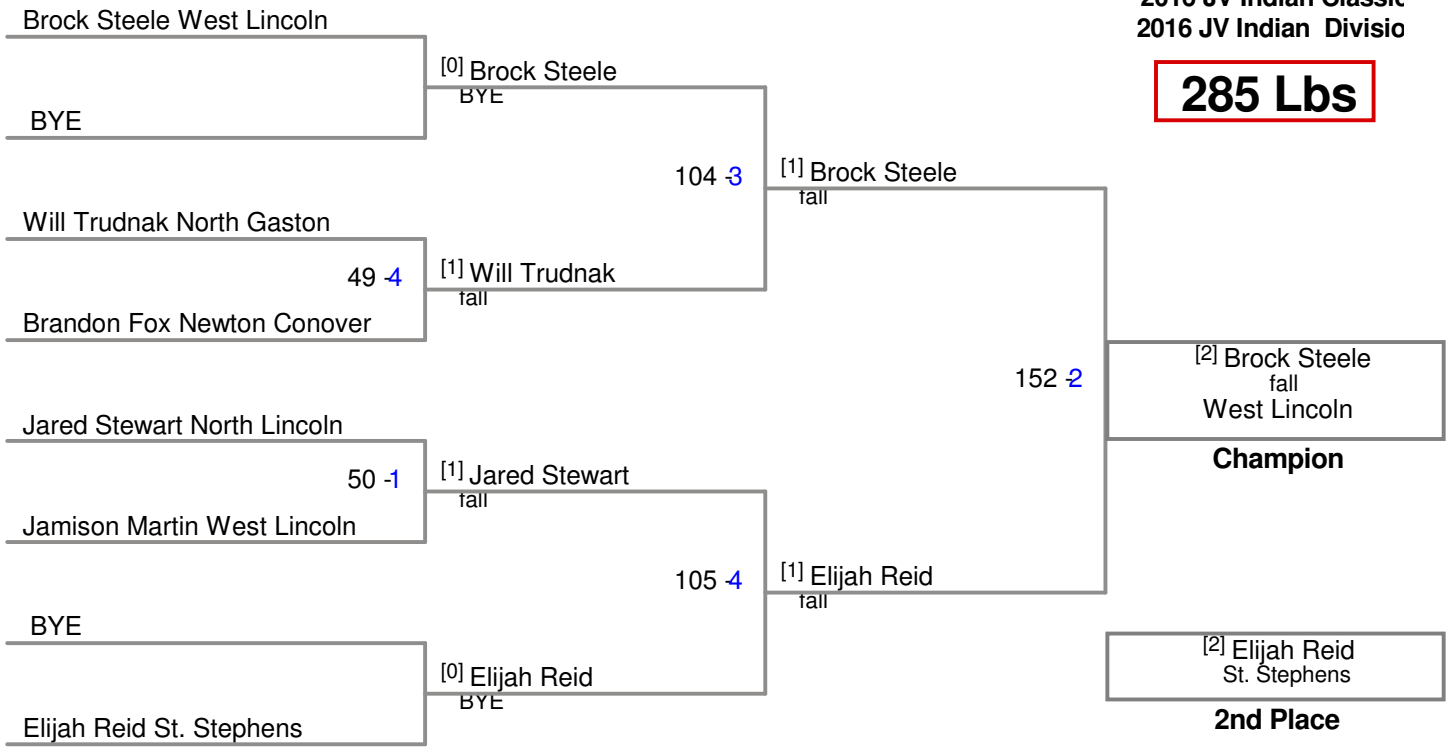 2016 JV Indian Classic
2016 JV Indian Divisio
285 Lbs
Brock Steele West Lincoln
BYE
[0] Brock Steele
BYE
Will Trudnak North Gaston
Brandon Fox Newton Conover
49 -4
[1] Will Trudnak
fall
104 -3
[1] Brock Steele
fall
Jared Stewart North Lincoln
Jamison Martin West Lincoln
50 -1
[1] Jared Stewart
fall
BYE
Elijah Reid St. Stephens
[0] Elijah Reid
BYE
105 -4
[1] Elijah Reid
fall
152 -2
[2] Brock Steele
fall
West Lincoln
Champion
[2] Elijah Reid
St. Stephens
2nd Place